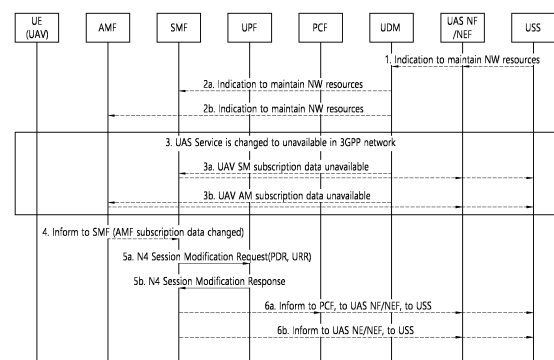 UE
(UAV)
AMF
SMF
UPF
PCF
UDM
UAS NF
/NEF
USS
1. Indication to maintain NW resources
2a. Indication to maintain NW resources
2b. Indication to maintain NW resources
3. UAS Service is changed to unavailable in 3GPP network
3a. UAV SM subscription data unavailable
3b. UAV AM subscription data unavailable
4. Inform to SMF (AMF subscription data changed)
5a. N4 Session Modification Request(PDR, URR)
5b. N4 Session Modification Response
6a. Inform to PCF, to UAS NF/NEF, to USS
6b. Inform to UAS NE/NEF, to USS